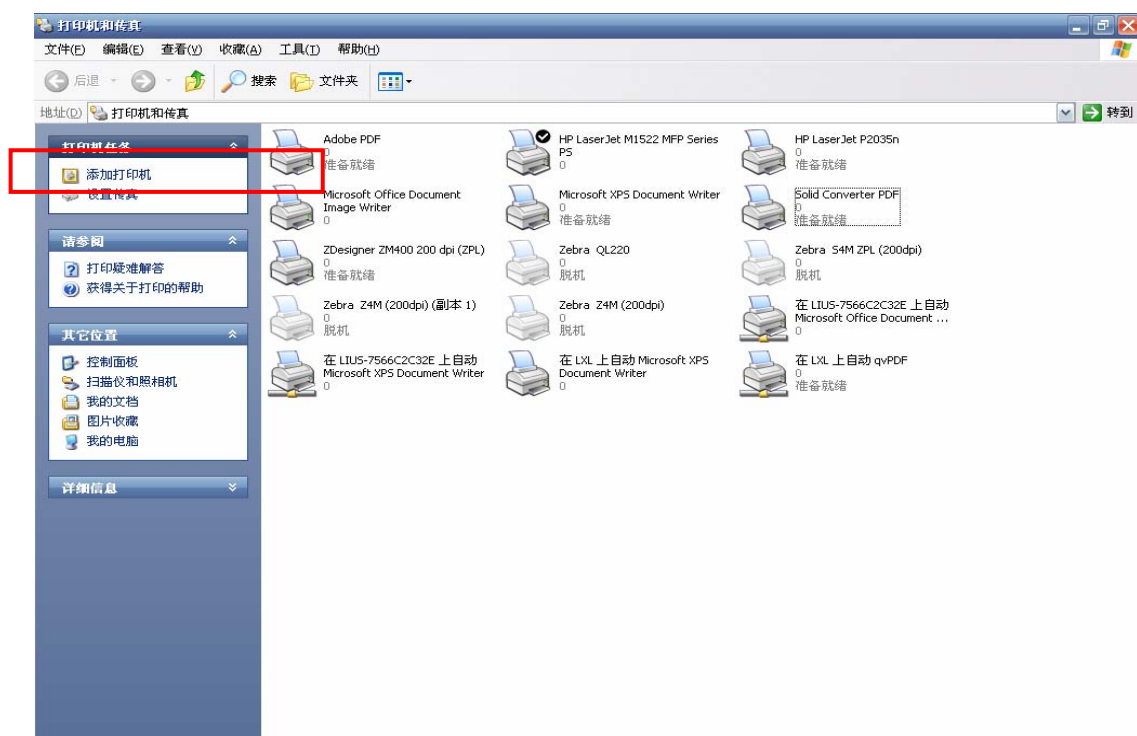 打印机和传真
文件(F) 编辑(E) 查看(V) 收藏(A) 工具(T) 帮助(H)
后退 搜索 文件夹
地址(D) 打印机和传真 转到
打印机任务
添加打印机
设置传真
请参阅
打印疑难解答
获得关于打印的帮助
其它位置
控制面板
扫描仪和照相机
我的文档
图片收藏
我的电脑
详细信息
Adobe PDF
0
准备就绪
HP LaserJet M1522 MFP Series
PS
0
HP LaserJet P2035n
0
准备就绪
Microsoft Office Document
Image Writer
0
Microsoft XPS Document Writer
0
准备就绪
Solid Converter PDF
0
准备就绪
ZDesigner ZM400 200 dpi (ZPL)
0
准备就绪
Zebra QL220
0
脱机
Zebra S4M ZPL (200dpi)
0
脱机
Zebra Z4M (200dpi) (副本 1)
0
脱机
Zebra Z4M (200dpi)
0
脱机
在 LIUS-7566C2C32E 上自动
Microsoft Office Document ...
0
在 LIUS-7566C2C32E 上自动
Microsoft XPS Document Writer
0
在 LXL 上自动 Microsoft XPS
Document Writer
0
在 LXL 上自动 qvPDF
0
准备就绪